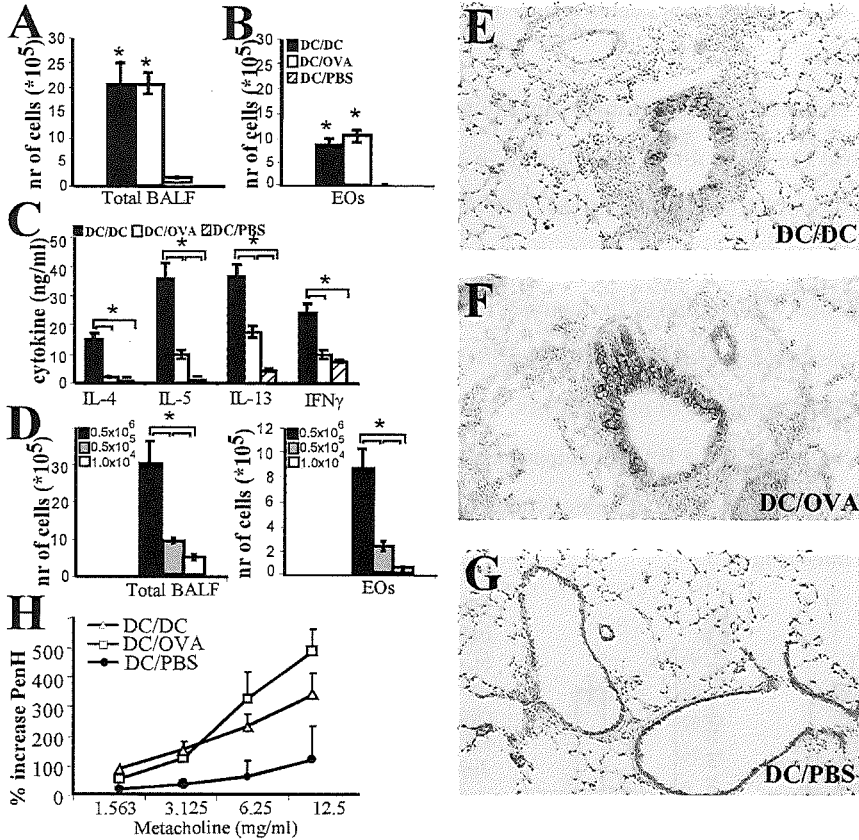 A
nr of cells (*10⁵)
30
25
20
15
10
5
0
* *
Total BALF
B
nr of cells (*10⁵)
30
25
20
15
10
5
0
DC/DC
DC/OVA
DC/PBS
* *
EOs
C
DC/DC DC/OVA DC/PBS
cytokine (ng/ml)
50
40
30
20
10
0
* * * *
IL-4 IL-5 IL-13 IFNγ
D
nr of cells (*10⁵)
30
20
10
0
0.5x10⁶
0.5x10⁵
1.0x10⁴
*
Total BALF
nr of cells (*10⁵)
12
10
8
6
4
2
0
0.5x10⁶
0.5x10⁵
1.0x10⁴
*
EOs
E
DC/DC
F
DC/OVA
G
DC/PBS
H
% increase PenH
500
400
300
200
100
0
DC/DC
DC/OVA
DC/PBS
1.563 3.125 6.25 12.5
Metacholine (mg/ml)